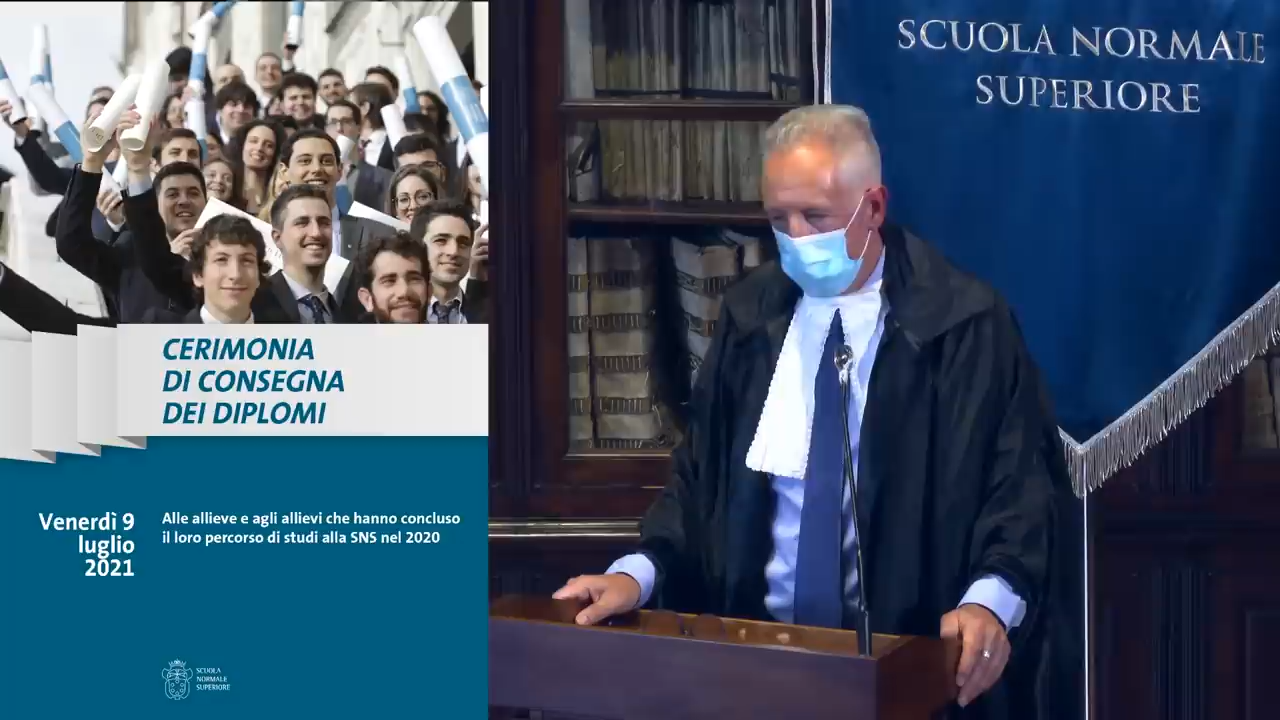 CERIMONIA
DI CONSEGNA
DEI DIPLOMI
Venerdì 9
luglio
2021
Alle allieve e agli allievi che hanno concluso
il loro percorso di studi alla SNS nel 2020
SCUOLA
NORMALE
SUPERIORE
SCUOLA NORMALE
SUPERIORE